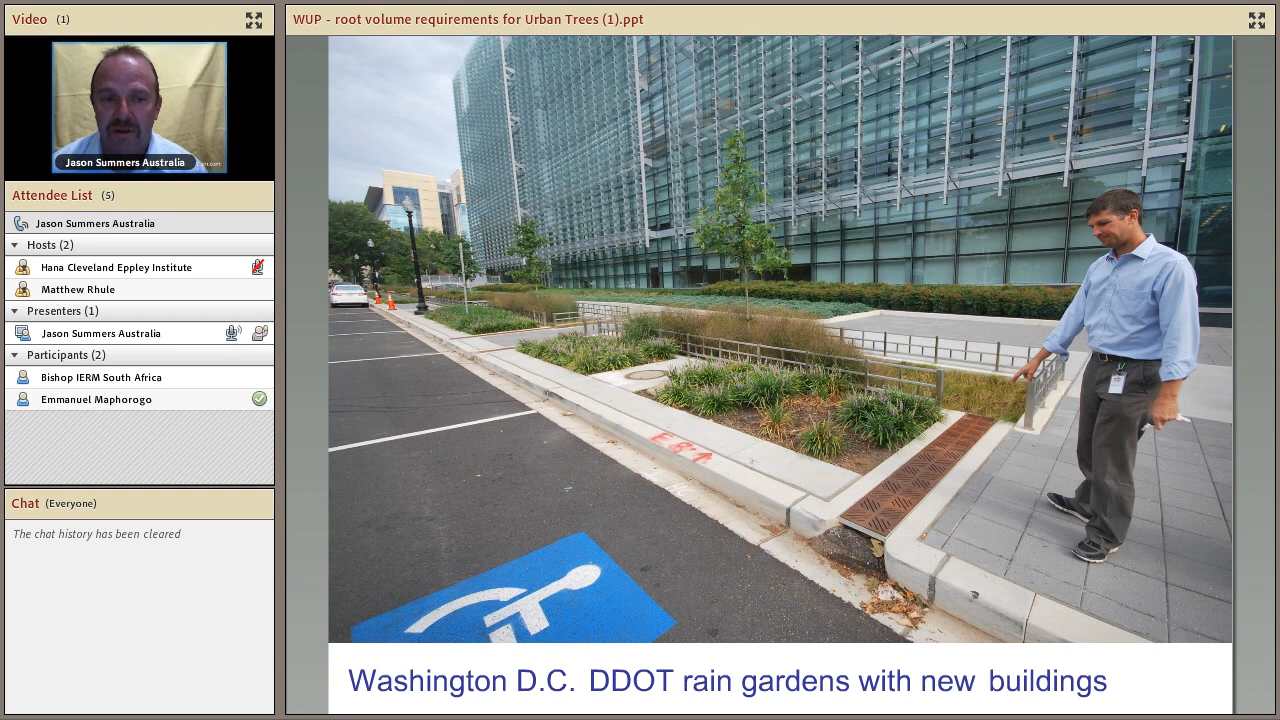 Video (1)
Jason Summers Australia
Attendee List (5)
Jason Summers Australia
Hosts (2)
Hana Cleveland Eppley Institute
Matthew Rhule
Presenters (1)
Jason Summers Australia
Participants (2)
Bishop IERM South Africa
Emmanuel Maphorogo
Chat (Everyone)
The chat history has been cleared
WUP - root volume requirements for Urban Trees (1).ppt
Washington D.C. DDOT rain gardens with new buildings